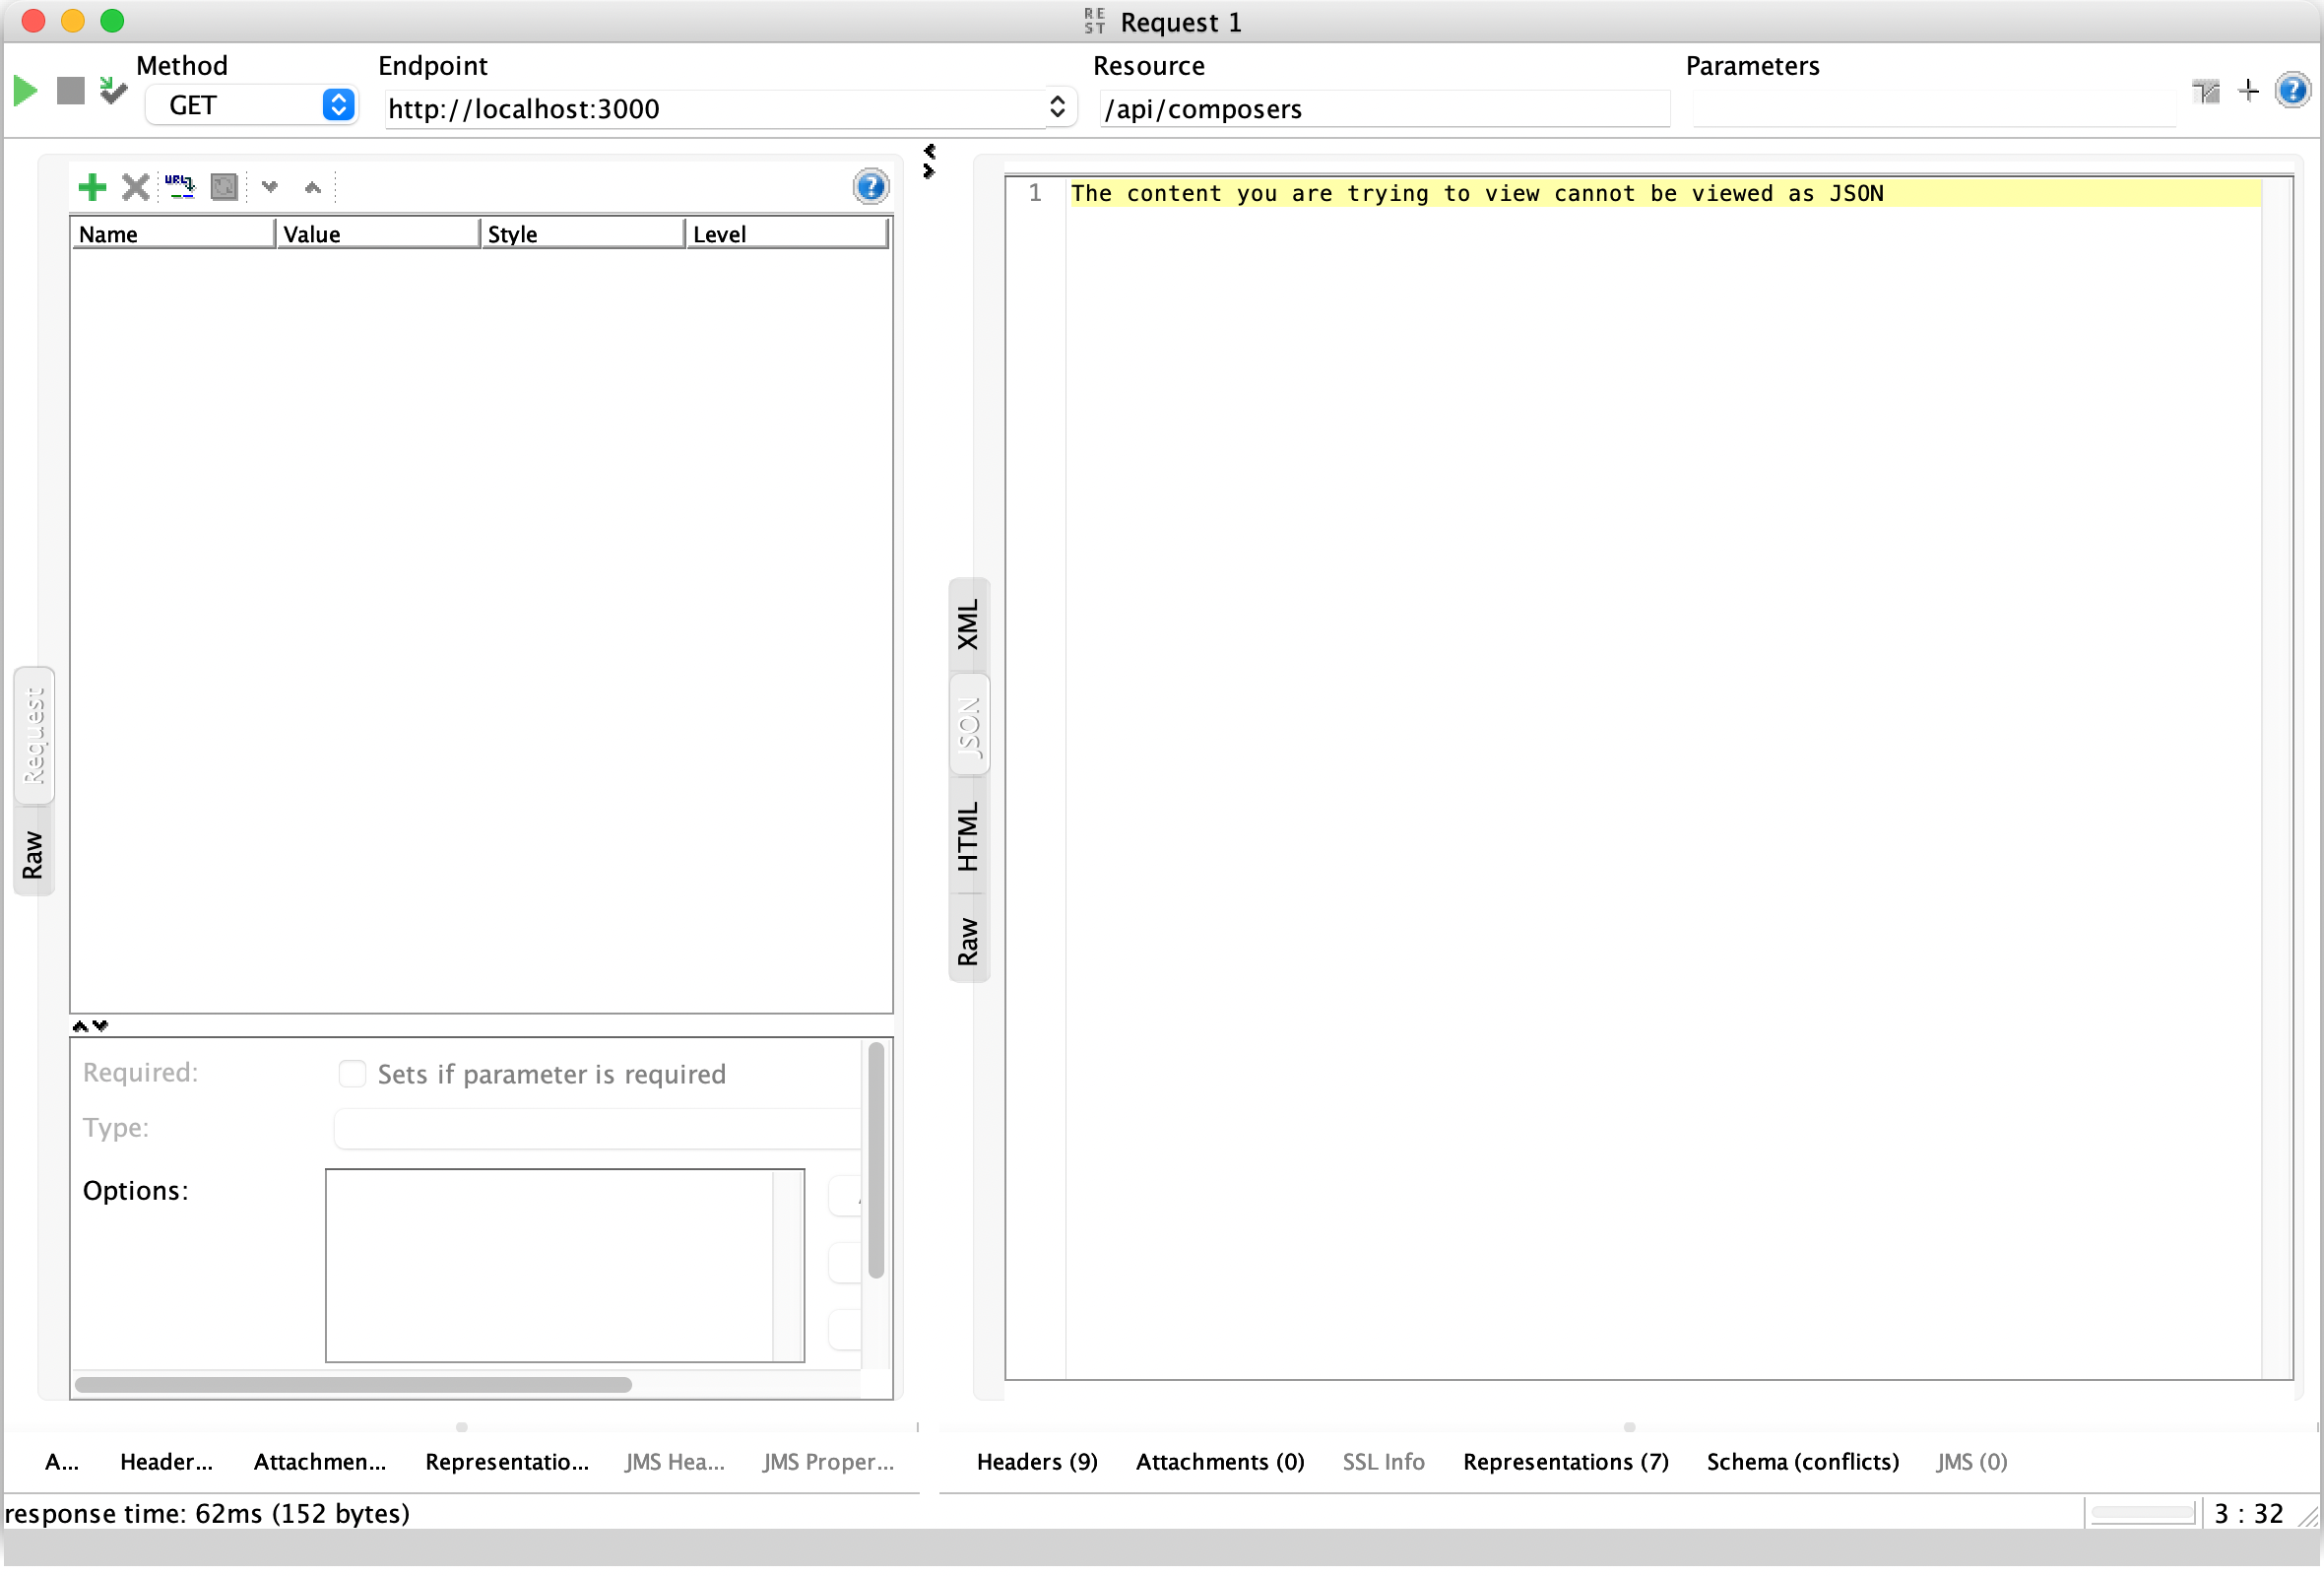 RE
ST
Request 1
Method
Endpoint
Resource
Parameters
GET
http://localhost:3000
/api/composers
URL
Name
Value
Style
Level
1
The content you are trying to view cannot be viewed as JSON
Request
Raw
XML
JSON
HTML
Raw
Required:
Sets if parameter is required
Type:
Options:
A...
Header...
Attachmen...
Representatio...
JMS Hea...
JMS Proper...
Headers (9)
Attachments (0)
SSL Info
Representations (7)
Schema (conflicts)
JMS (0)
response time: 62ms (152 bytes)
3 : 32